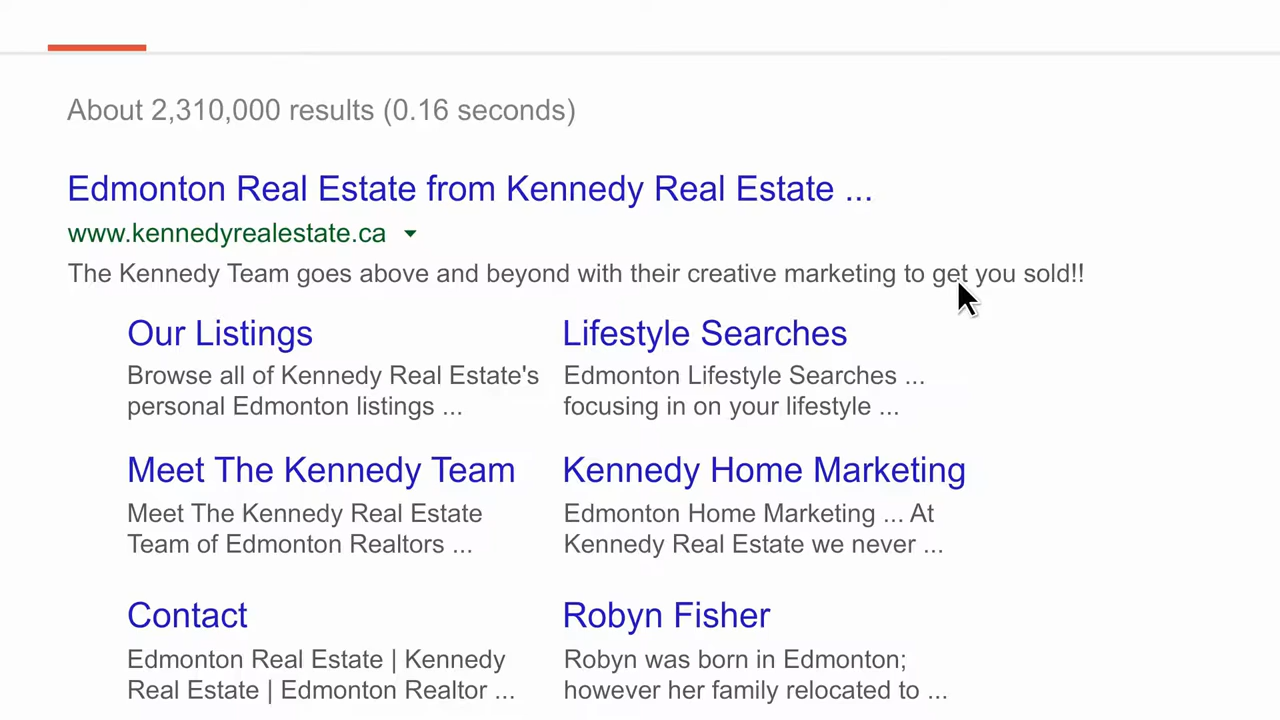 About 2,310,000 results (0.16 seconds)
Edmonton Real Estate from Kennedy Real Estate ...
www.kennedyrealestate.ca
The Kennedy Team goes above and beyond with their creative marketing to get you sold!!
Our Listings
Browse all of Kennedy Real Estate's
personal Edmonton listings ...
Lifestyle Searches
Edmonton Lifestyle Searches ...
focusing in on your lifestyle ...
Meet The Kennedy Team
Meet The Kennedy Real Estate
Team of Edmonton Realtors ...
Kennedy Home Marketing
Edmonton Home Marketing ... At
Kennedy Real Estate we never ...
Contact
Edmonton Real Estate | Kennedy
Real Estate | Edmonton Realtor ...
Robyn Fisher
Robyn was born in Edmonton;
however her family relocated to ...